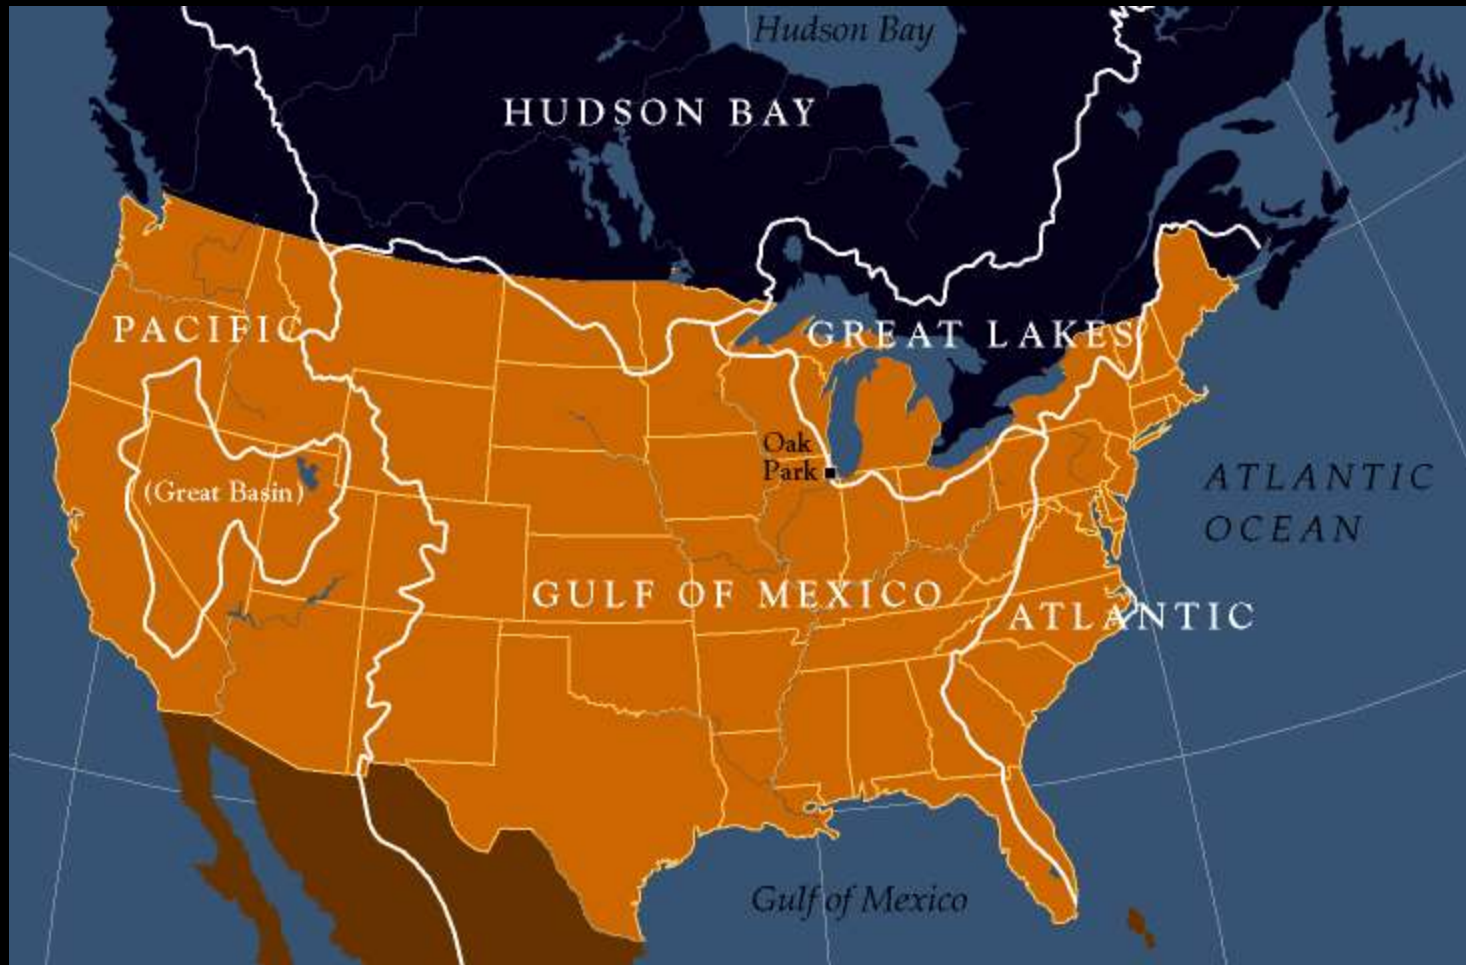 Hudson Bay
HUDSON BAY
PACIFIC
GREAT LAKES
Oak
Park
(Great Basin)
ATLANTIC
OCEAN
GULF OF MEXICO
ATLANTIC
Gulf of Mexico